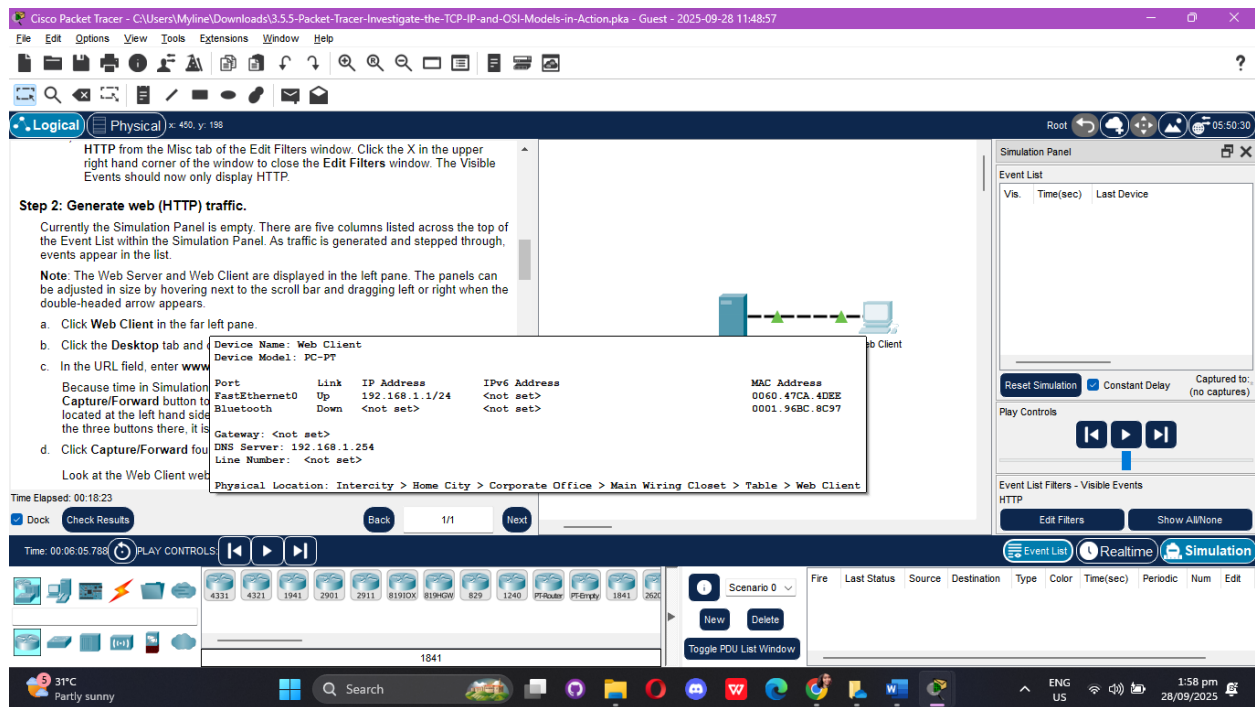 Cisco Packet Tracer - C:\Users\Myline\Downloads\3.5.5-Packet-Tracer-Investigate-the-TCP-IP-and-OSI-Models-in-Action.pka - Guest - 2025-09-28 11:48:57
File Edit Options View Tools Extensions Window Help
?
Logical Physical x: 450, y: 198
Root 05:50:30
HTTP from the Misc tab of the Edit Filters window. Click the X in the upper
right hand corner of the window to close the Edit Filters window. The Visible
Events should now only display HTTP.
Step 2: Generate web (HTTP) traffic.
Currently the Simulation Panel is empty. There are five columns listed across the top of
the Event List within the Simulation Panel. As traffic is generated and stepped through,
events appear in the list.
Note: The Web Server and Web Client are displayed in the left pane. The panels can
be adjusted in size by hovering next to the scroll bar and dragging left or right when the
double-headed arrow appears.
a. Click Web Client in the far left pane.
b. Click the Desktop tab and
c. In the URL field, enter www
Because time in Simulation
Capture/Forward button to
located at the left hand side
the three buttons there, it is
d. Click Capture/Forward fou
Look at the Web Client web
Device Name: Web Client
Device Model: PC-PT
Port Link IP Address IPv6 Address MAC Address
FastEthernet0 Up 192.168.1.1/24 <not set> 0060.47CA.4DEE
Bluetooth Down <not set> <not set> 0001.96BC.8C97
Gateway: <not set>
DNS Server: 192.168.1.254
Line Number: <not set>
Physical Location: Intercity > Home City > Corporate Office > Main Wiring Closet > Table > Web Client
eb Client
Simulation Panel
Event List
Vis. Time(sec) Last Device
Reset Simulation Constant Delay Captured to:
(no captures)
Play Controls
Event List Filters - Visible Events
HTTP
Edit Filters Show All/None
Time Elapsed: 00:18:23
Dock Check Results Back 1/1 Next
Time: 00:06:05.788 PLAY CONTROLS:
Event List Realtime Simulation
4331 4321 1941 2901 2911 819IOX 819HGW 829 1240 PT-Router PT-Empty 1841 262
1841
Scenario 0
New Delete
Toggle PDU List Window
Fire Last Status Source Destination Type Color Time(sec) Periodic Num Edit
5
31°C
Partly sunny
Search
ENG
US
1:58 pm
28/09/2025